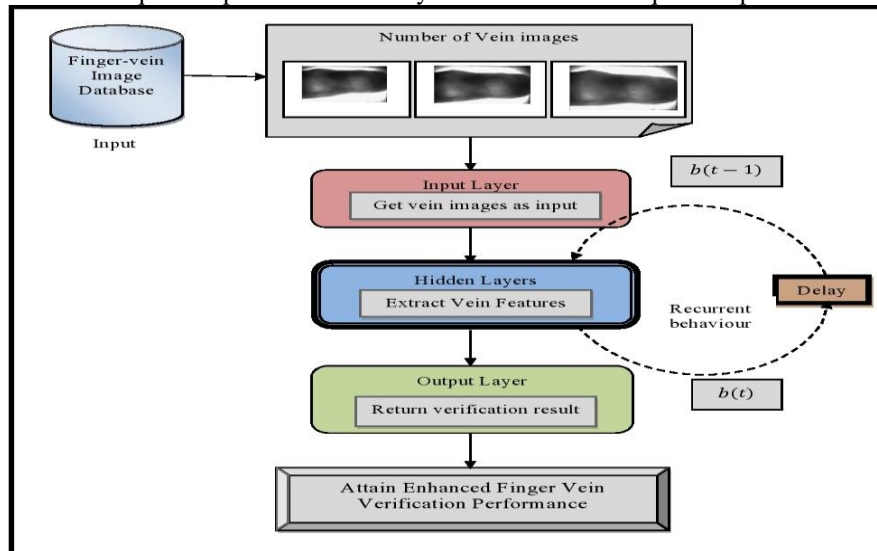 Number of Vein images
Finger-vein
Image
Database
Input
Input Layer
Get vein images as input
b(t − 1)
Hidden Layers
Extract Vein Features
Delay
Recurrent
behaviour
Output Layer
Return verification result
b(t)
Attain Enhanced Finger Vein
Verification Performance